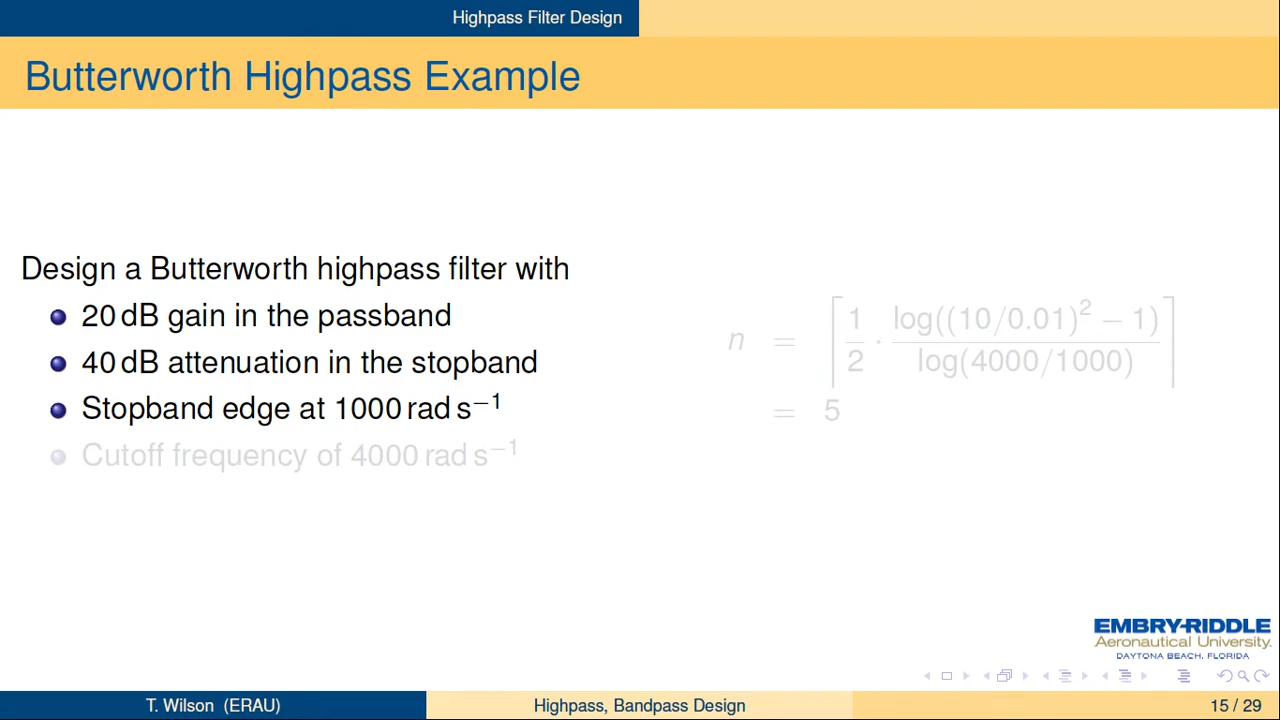 Highpass Filter Design
Butterworth Highpass Example
Design a Butterworth highpass filter with
20 dB gain in the passband
40 dB attenuation in the stopband
Stopband edge at 1000 rad s⁻¹
Cutoff frequency of 4000 rad s⁻¹
n = ⌈1/2 · log((10/0.01)² − 1) / log(4000/1000)⌉
= 5
EMBRY-RIDDLE
Aeronautical University.
DAYTONA BEACH, FLORIDA
T. Wilson (ERAU)
Highpass, Bandpass Design
15 / 29